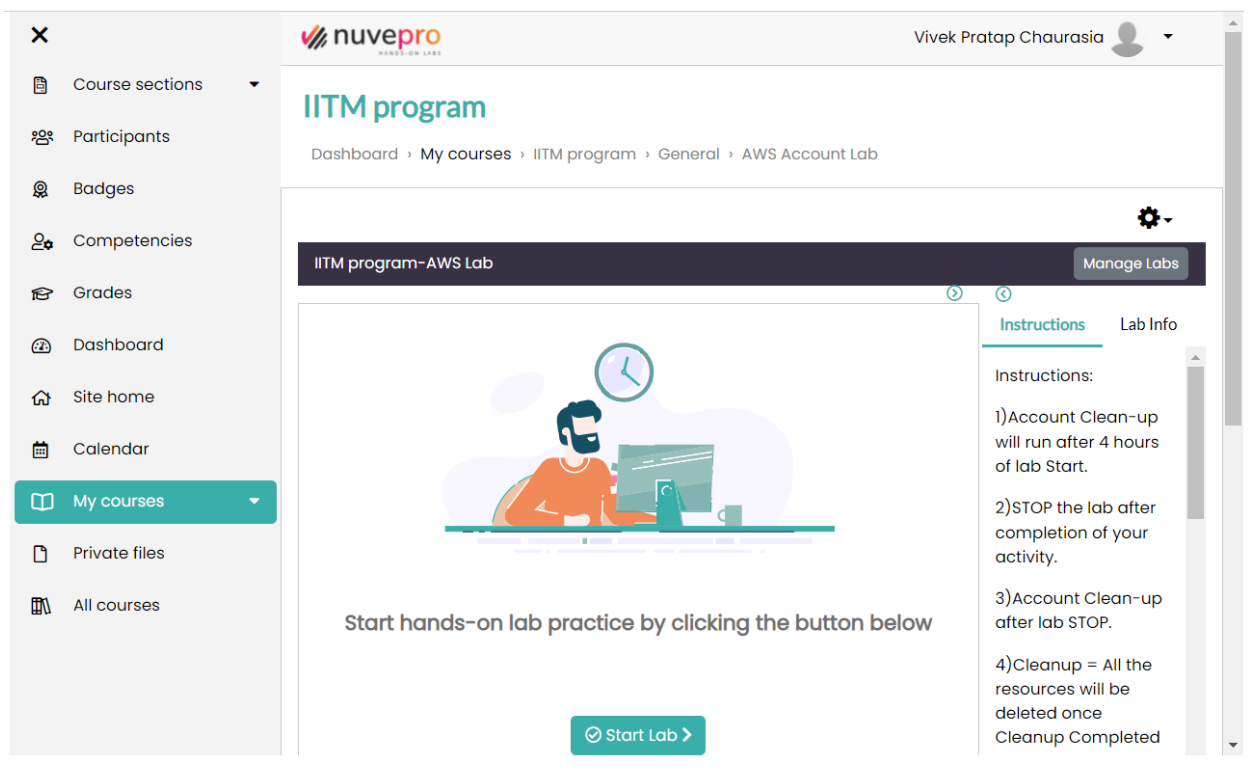 nuvepro
HANDS-ON LABS
Vivek Pratap Chaurasia
Course sections
Participants
Badges
Competencies
Grades
Dashboard
Site home
Calendar
My courses
Private files
All courses
IITM program
Dashboard › My courses › IITM program › General › AWS Account Lab
IITM program-AWS Lab
Manage Labs
Start hands-on lab practice by clicking the button below
Start Lab
Instructions
Lab Info
Instructions:
1)Account Clean-up
will run after 4 hours
of lab Start.
2)STOP the lab after
completion of your
activity.
3)Account Clean-up
after lab STOP.
4)Cleanup = All the
resources will be
deleted once
Cleanup Completed